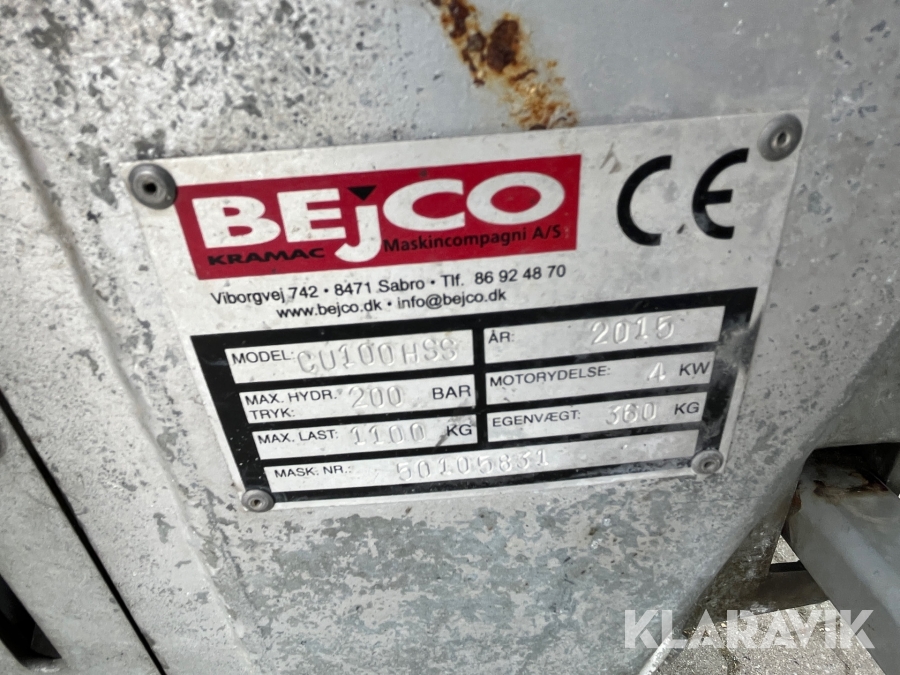 BEjCO
KRAMAC Maskincompagni A/S
CE
Viborgvej 742 • 8471 Sabro • Tlf. 86 92 48 70
www.bejco.dk • info@bejco.dk
MODEL: CU100HSS
ÅR: 2015
MAX. HYDR. TRYK: 200 BAR
MOTORYDELSE: 4 KW
MAX. LAST: 1100 KG
EGENVÆGT: 360 KG
MASK. NR.: 50105831
KLARAVIK